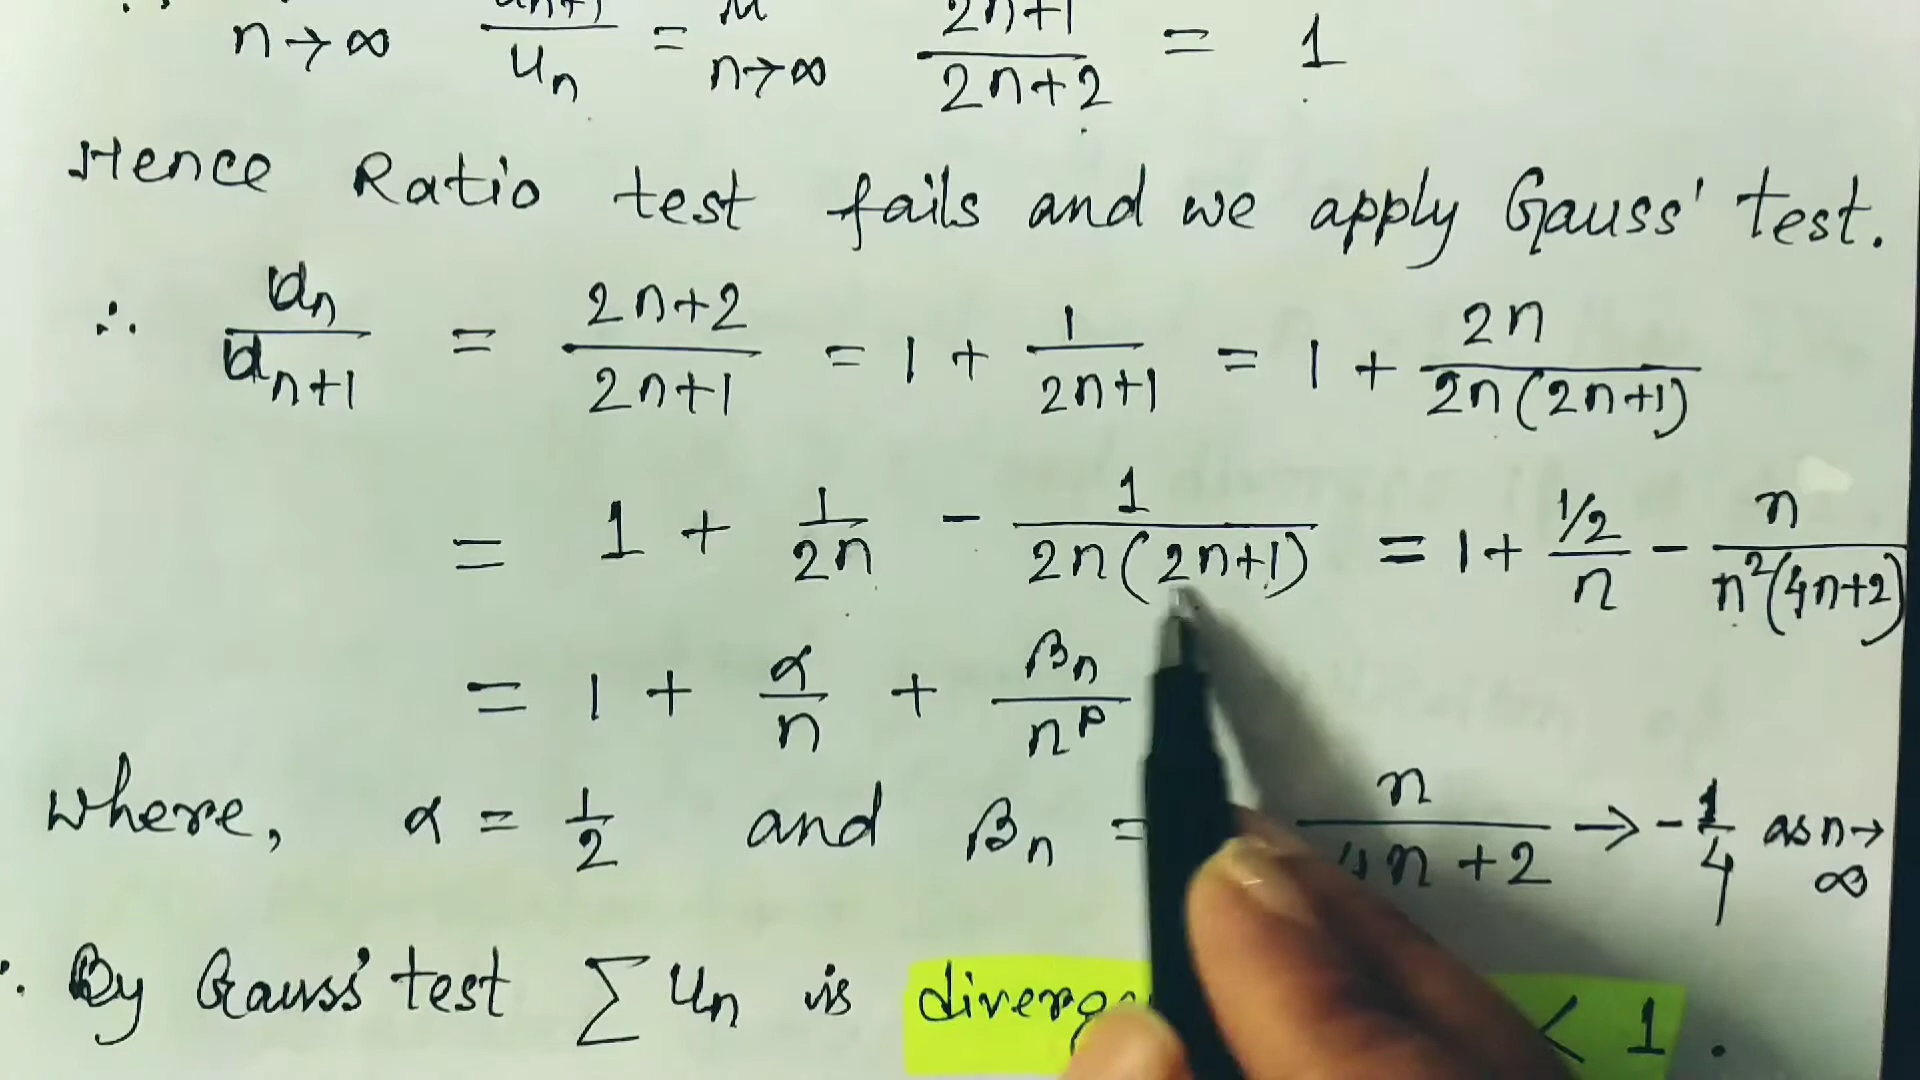 n→∞ u_{n+1}/u_n = n→∞ (2n+1)/(2n+2) = 1
Hence Ratio test fails and we apply Gauss' test.
∴ u_n/u_{n+1} = (2n+2)/(2n+1) = 1 + 1/(2n+1) = 1 + 2n/(2n(2n+1))
= 1 + 1/(2n) - 1/(2n(2n+1)) = 1 + (1/2)/n - n/(n²(4n+2))
= 1 + α/n + β_n/n^p
where, α = 1/2 and β_n = n/(4n+2) → -1/4 as n→∞
∴ By Gauss' test Σ u_n is < 1.